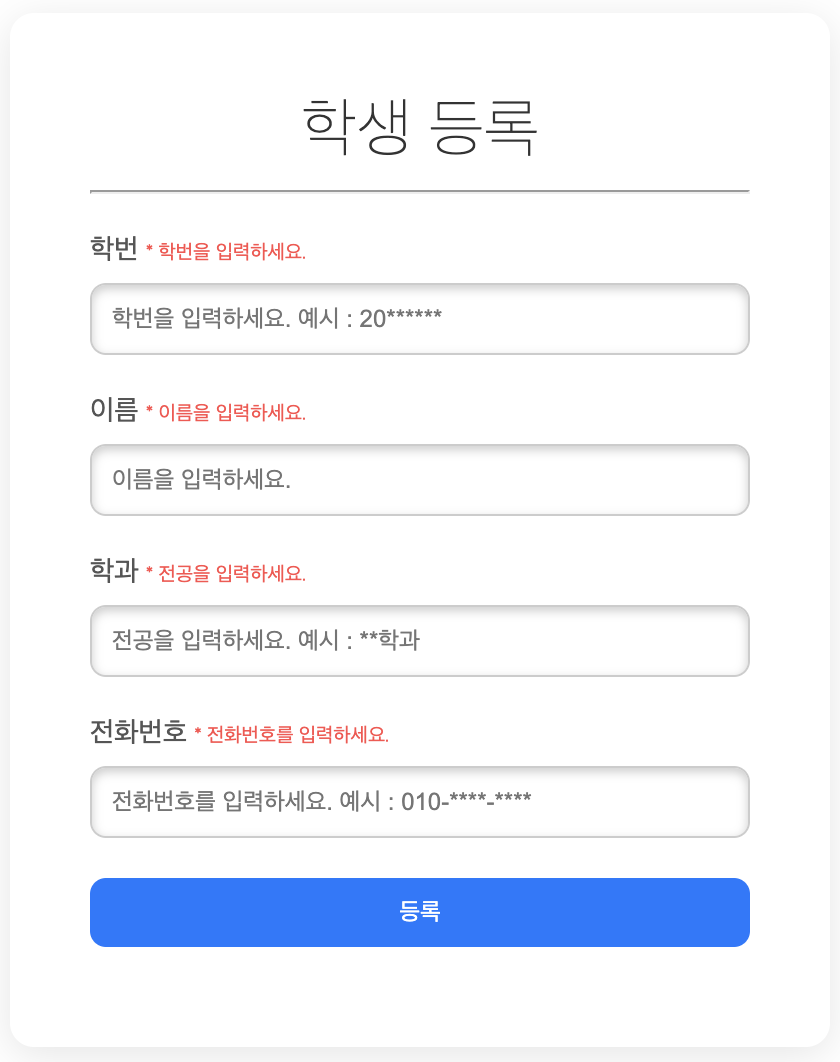 학생 등록
학번 * 학번을 입력하세요.
학번을 입력하세요. 예시 : 20******
이름 * 이름을 입력하세요.
이름을 입력하세요.
학과 * 전공을 입력하세요.
전공을 입력하세요. 예시 : **학과
전화번호 * 전화번호를 입력하세요.
전화번호를 입력하세요. 예시 : 010-****-****
등록